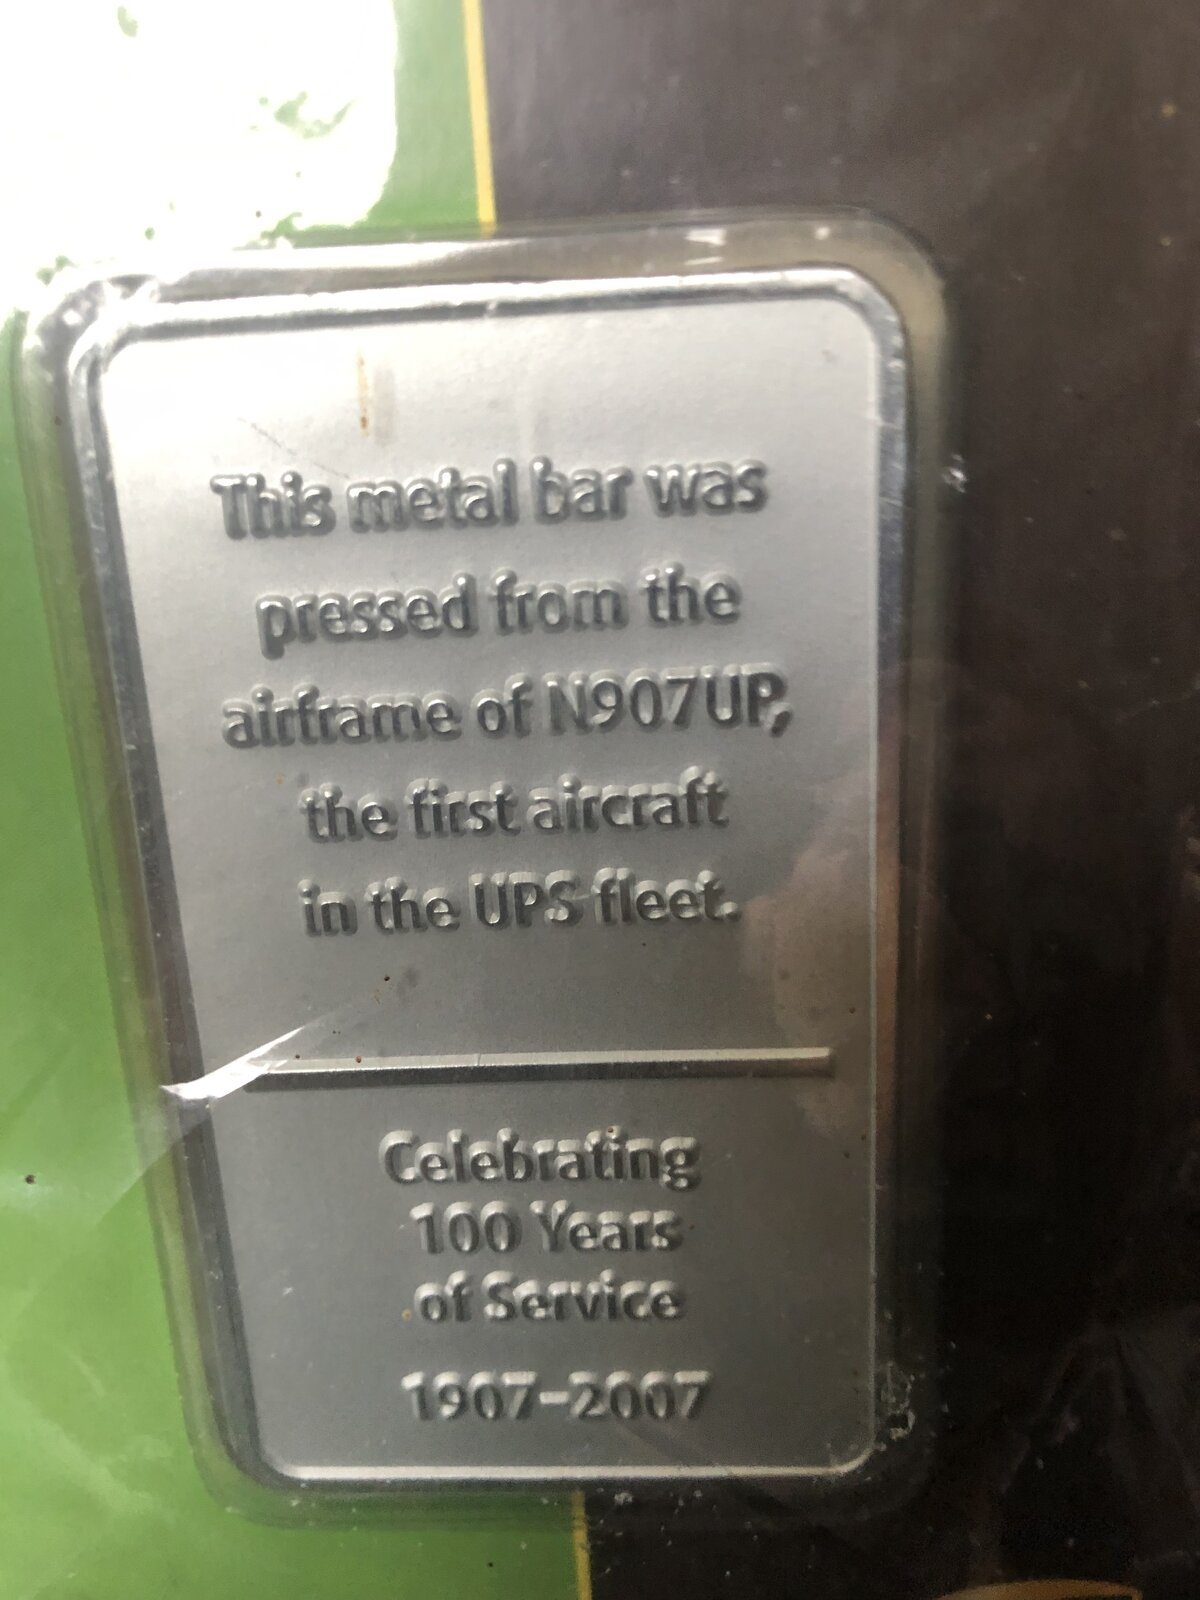 This metal bar was
pressed from the
airframe of N907UP,
the first aircraft
in the UPS fleet.
Celebrating
100 Years
of Service
1907-2007